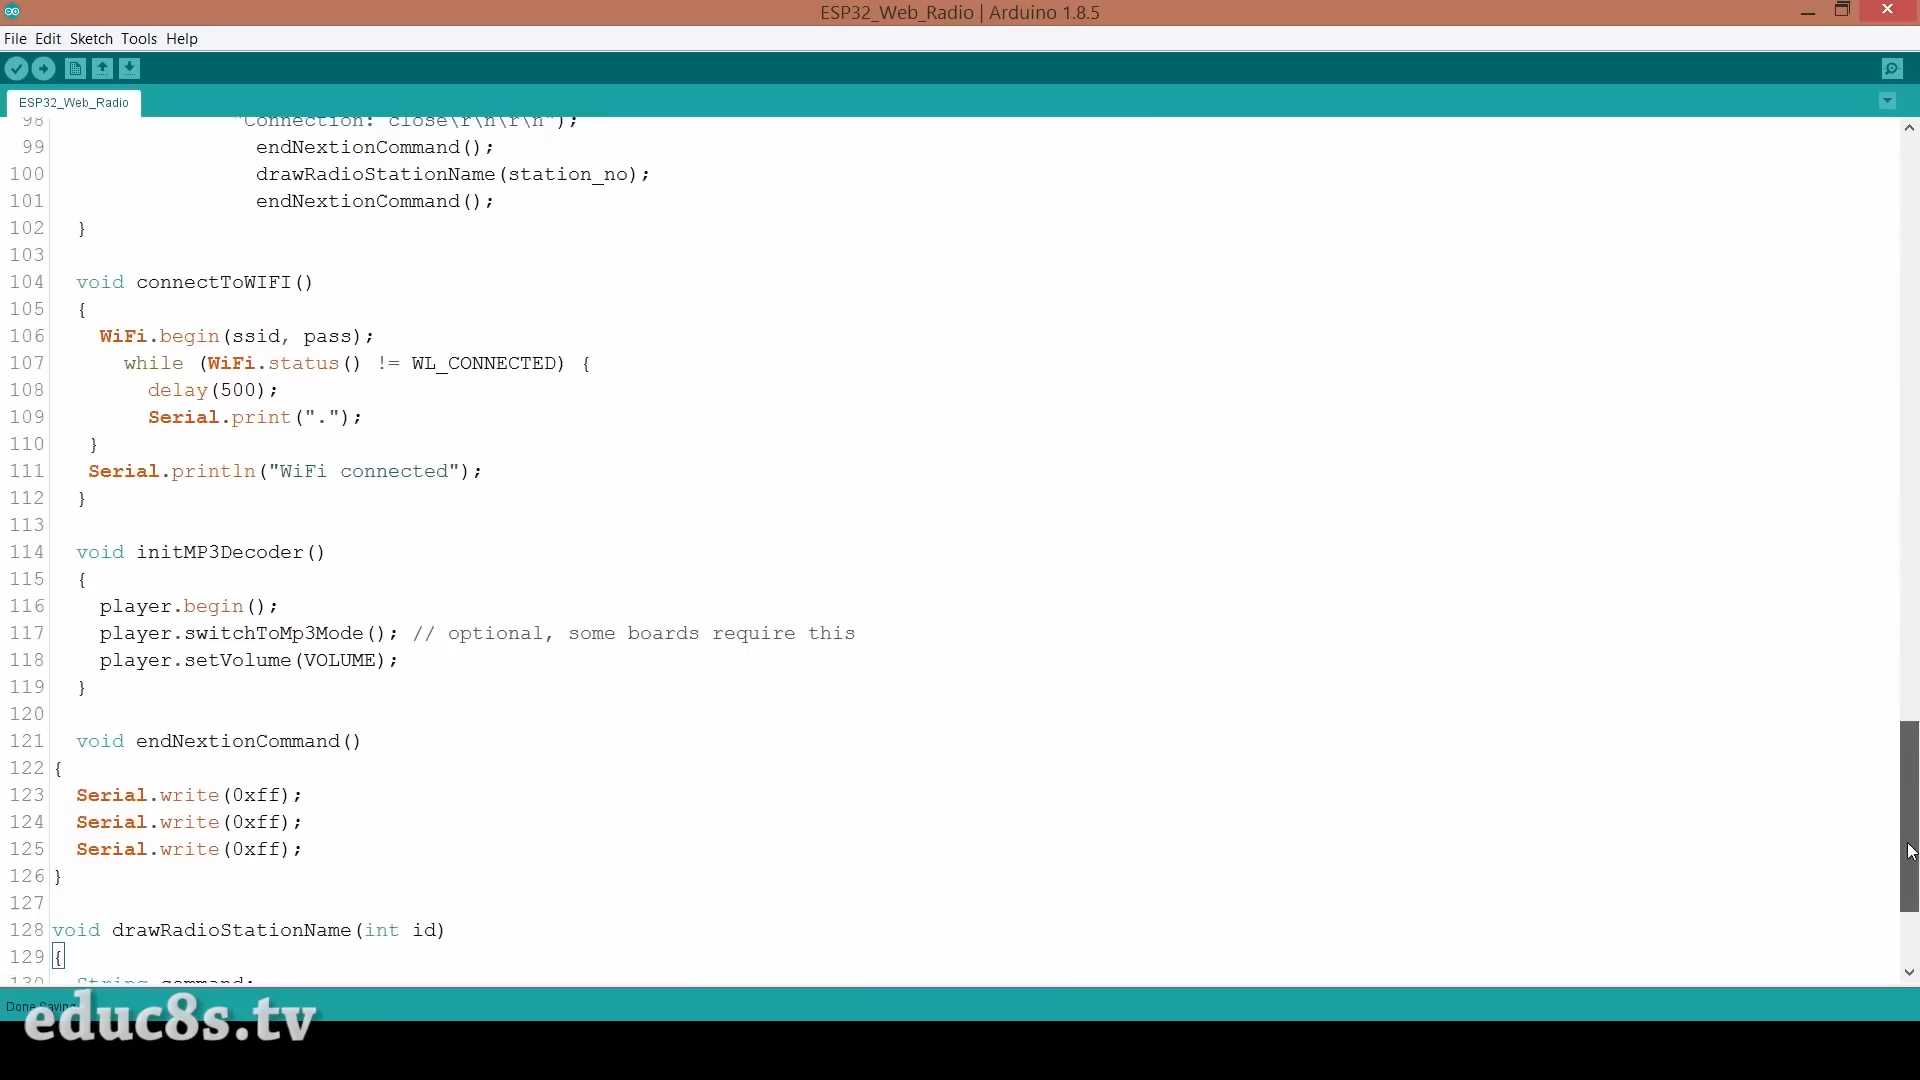 ESP32_Web_Radio | Arduino 1.8.5
File Edit Sketch Tools Help
ESP32_Web_Radio
98 "Connection: close\r\n\r\n");
99 endNextionCommand();
100 drawRadioStationName(station_no);
101 endNextionCommand();
102 }
103
104 void connectToWIFI()
105 {
106 WiFi.begin(ssid, pass);
107 while (WiFi.status() != WL_CONNECTED) {
108 delay(500);
109 Serial.print(".");
110 }
111 Serial.println("WiFi connected");
112 }
113
114 void initMP3Decoder()
115 {
116 player.begin();
117 player.switchToMp3Mode(); // optional, some boards require this
118 player.setVolume(VOLUME);
119 }
120
121 void endNextionCommand()
122 {
123 Serial.write(0xff);
124 Serial.write(0xff);
125 Serial.write(0xff);
126 }
127
128 void drawRadioStationName(int id)
129 {
130 String command;
Done Saving
educ8s.tv